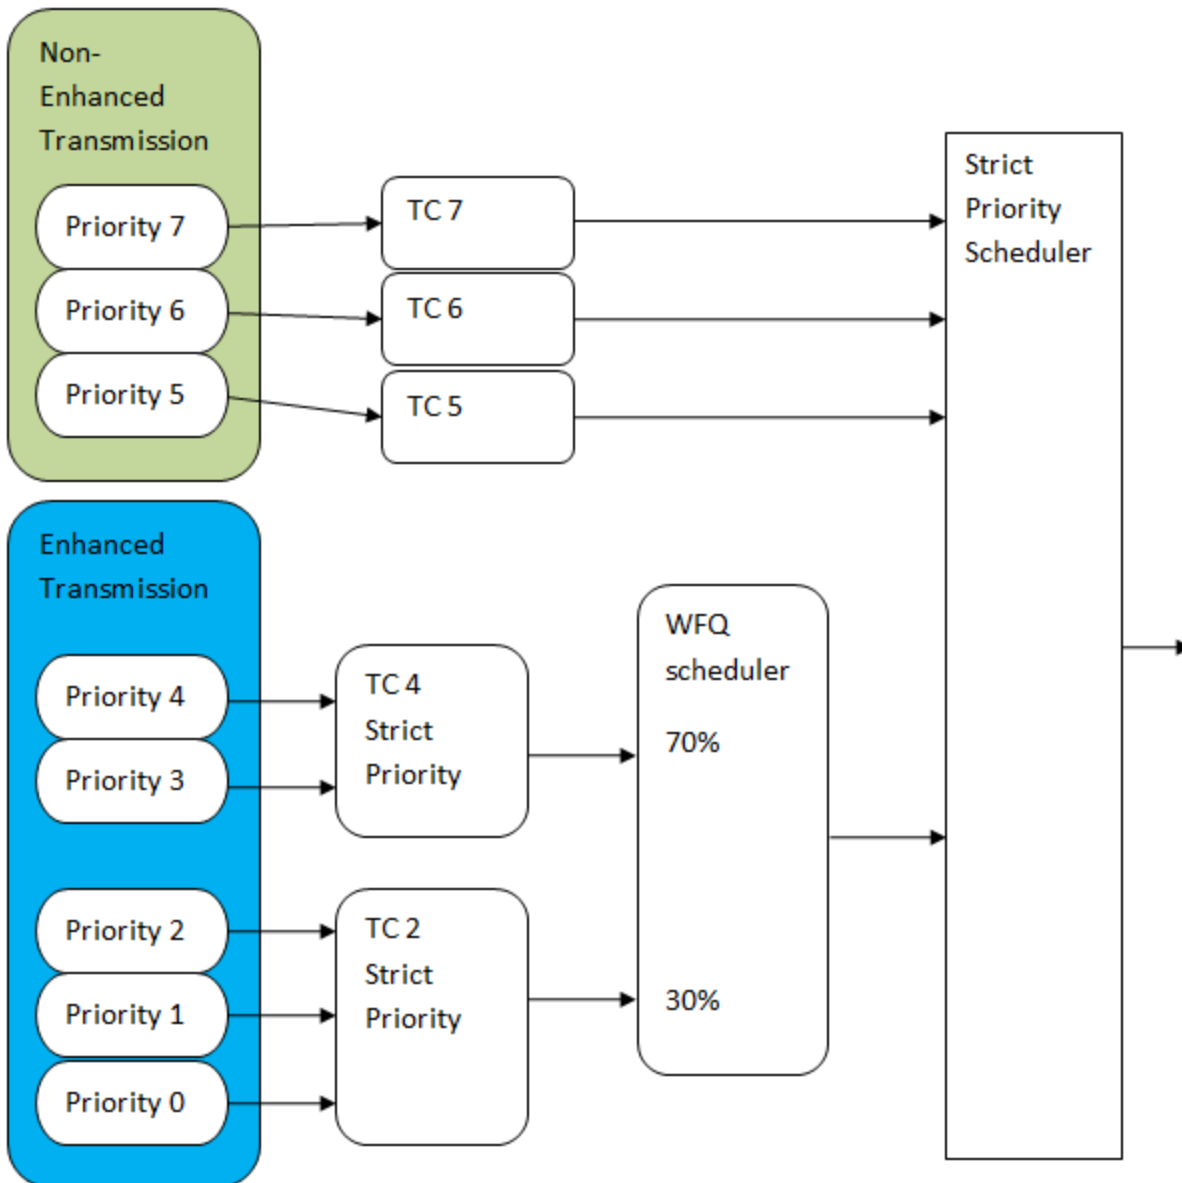 Non-
Enhanced
Transmission
Priority 7
Priority 6
Priority 5
TC 7
TC 6
TC 5
Strict
Priority
Scheduler
Enhanced
Transmission
Priority 4
Priority 3
Priority 2
Priority 1
Priority 0
TC 4
Strict
Priority
TC 2
Strict
Priority
WFQ
scheduler
70%
30%